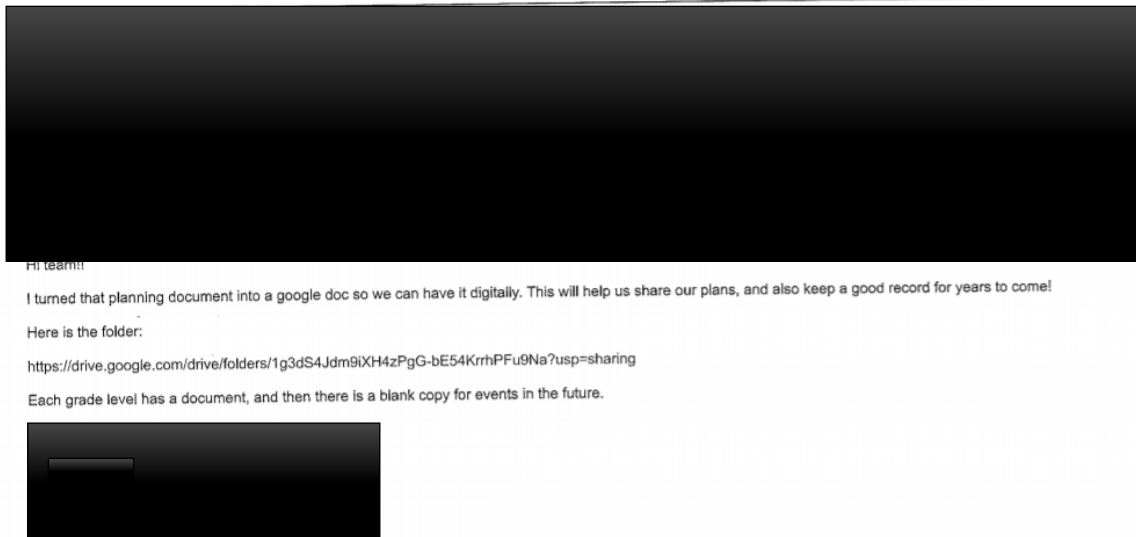 Hi team!!
I turned that planning document into a google doc so we can have it digitally. This will help us share our plans, and also keep a good record for years to come!
Here is the folder:
https://drive.google.com/drive/folders/1g3dS4Jdm9iXH4zPgG-bE54KrrhPFu9Na?usp=sharing
Each grade level has a document, and then there is a blank copy for events in the future.